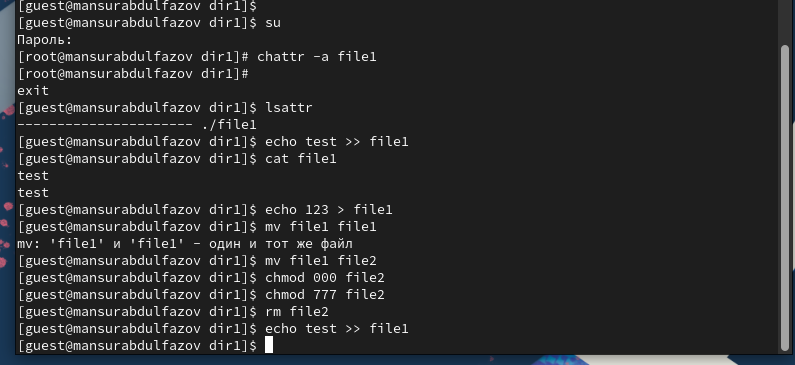 [guest@mansurabdulfazov dir1]$
[guest@mansurabdulfazov dir1]$ su
Пароль:
[root@mansurabdulfazov dir1]# chattr -a file1
[root@mansurabdulfazov dir1]#
exit
[guest@mansurabdulfazov dir1]$ lsattr
---------------------- ./file1
[guest@mansurabdulfazov dir1]$ echo test >> file1
[guest@mansurabdulfazov dir1]$ cat file1
test
test
[guest@mansurabdulfazov dir1]$ echo 123 > file1
[guest@mansurabdulfazov dir1]$ mv file1 file1
mv: 'file1' и 'file1' - один и тот же файл
[guest@mansurabdulfazov dir1]$ mv file1 file2
[guest@mansurabdulfazov dir1]$ chmod 000 file2
[guest@mansurabdulfazov dir1]$ chmod 777 file2
[guest@mansurabdulfazov dir1]$ rm file2
[guest@mansurabdulfazov dir1]$ echo test >> file1
[guest@mansurabdulfazov dir1]$